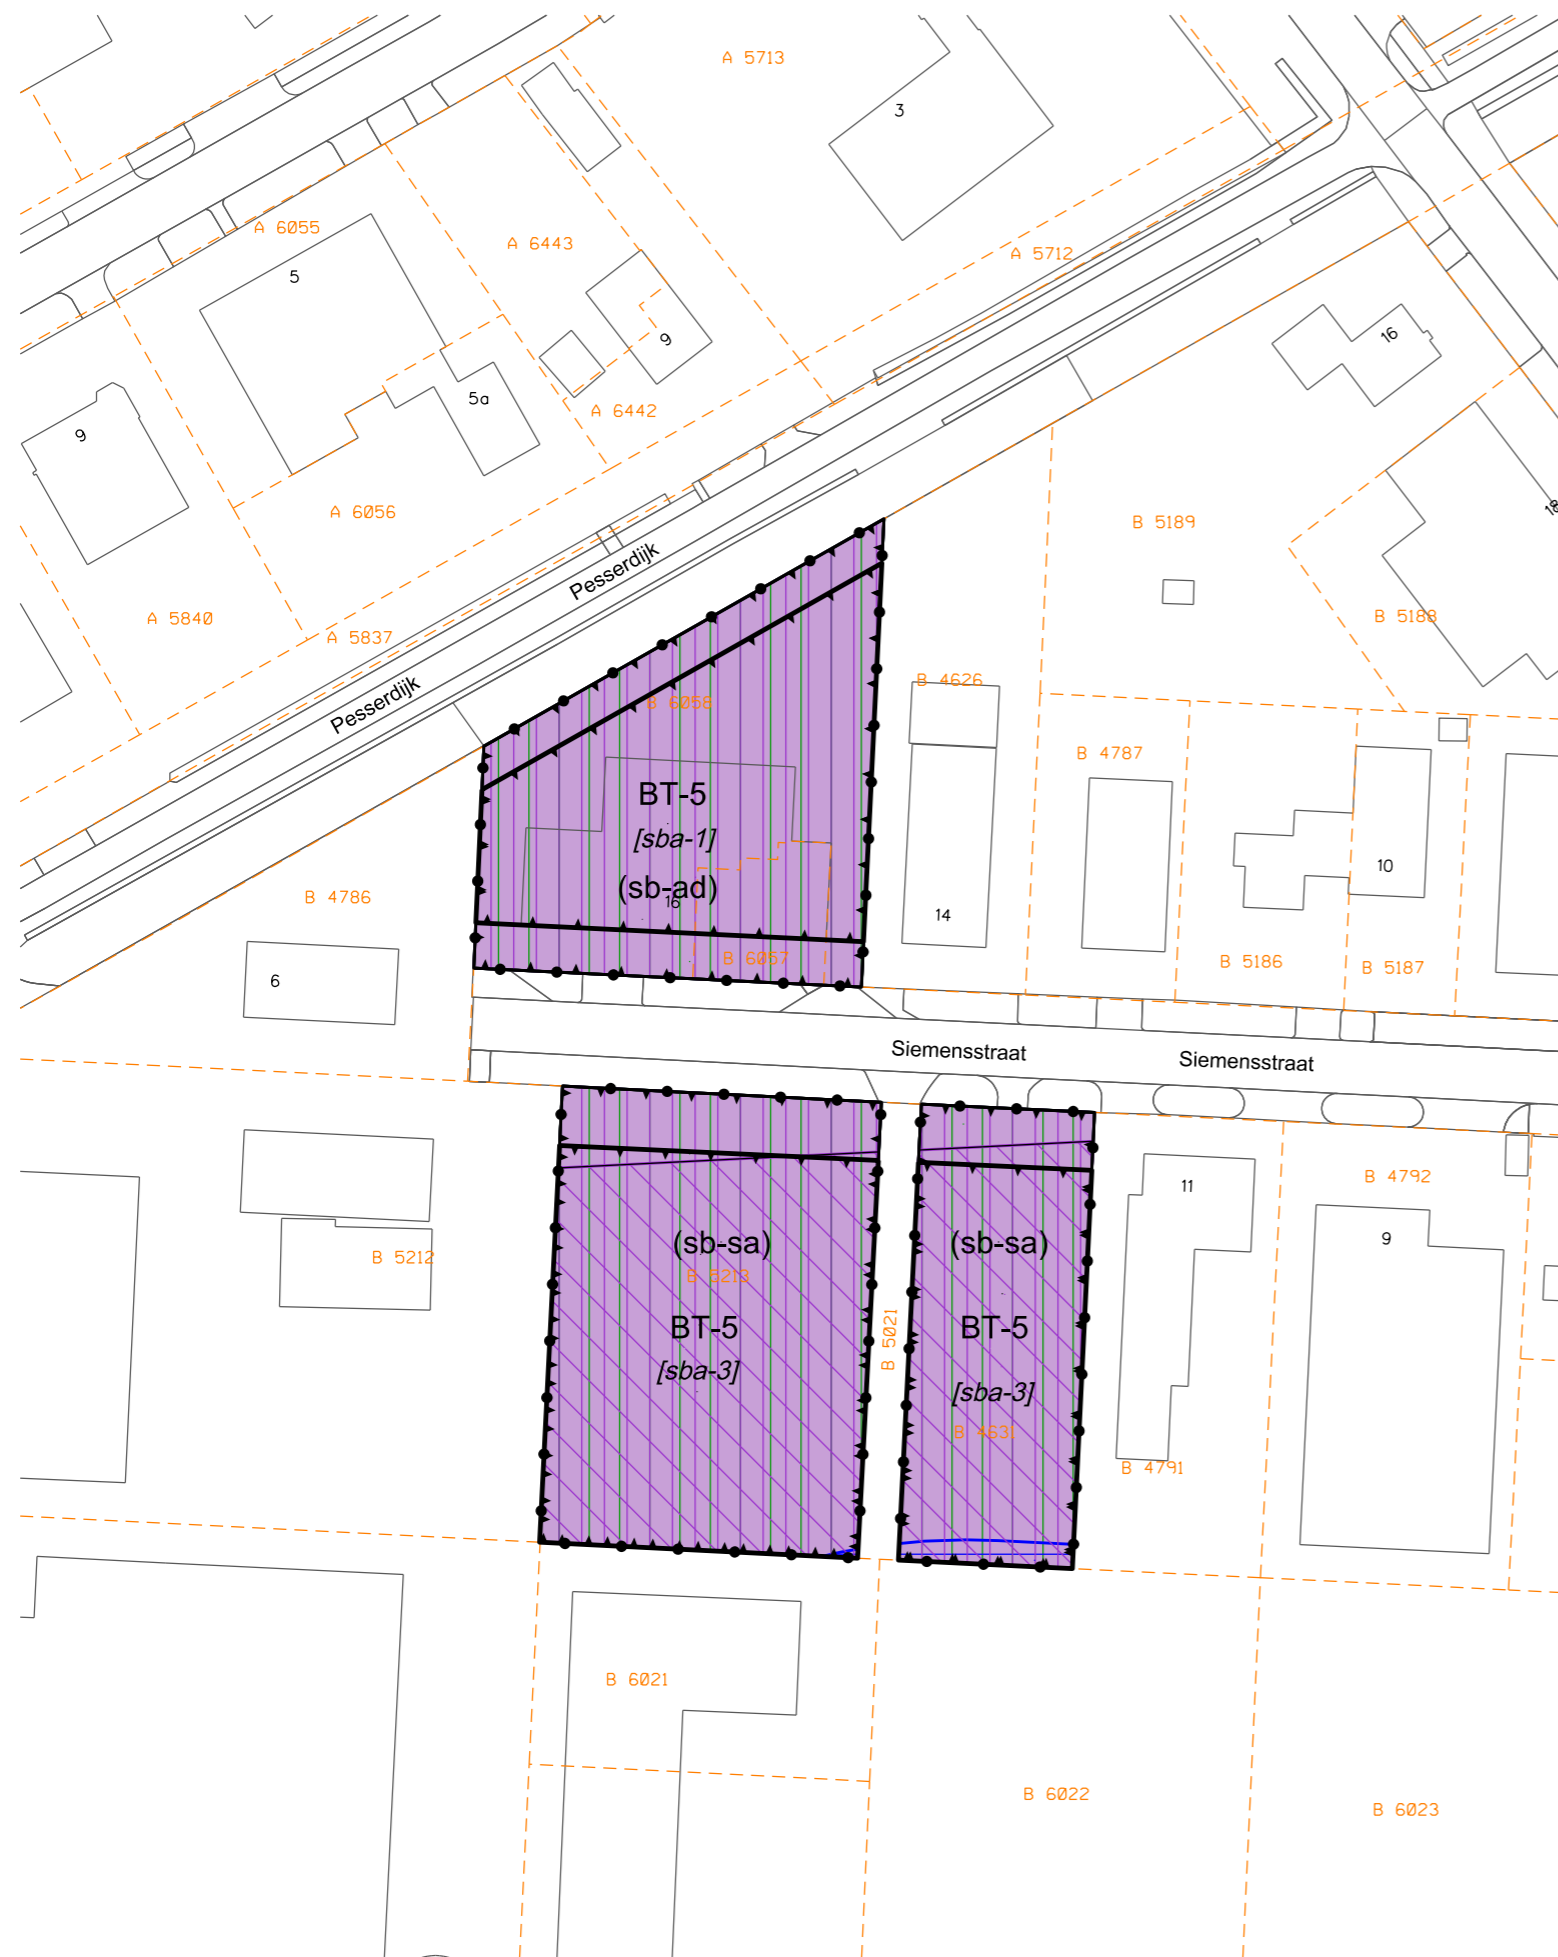 A 5713
3
A 6055
A 6443
A 5712
5
9
16
5a
A 6442
9
18
A 6056
B 5189
Pesserdijk
A 5840
B 5188
A 5837
B 4626
Pesserdijk
B 6058
B 4787
BT-5
[sba-1]
10
(sb-ad)
B 4786
16
14
B 6057
B 5186
B 5187
6
Siemensstraat
Siemensstraat
B 4792
11
9
(sb-sa)
(sb-sa)
B 5212
B 5213
BT-5
BT-5
B 5021
[sba-3]
[sba-3]
B 4631
B 4791
B 6021
B 6022
B 6023